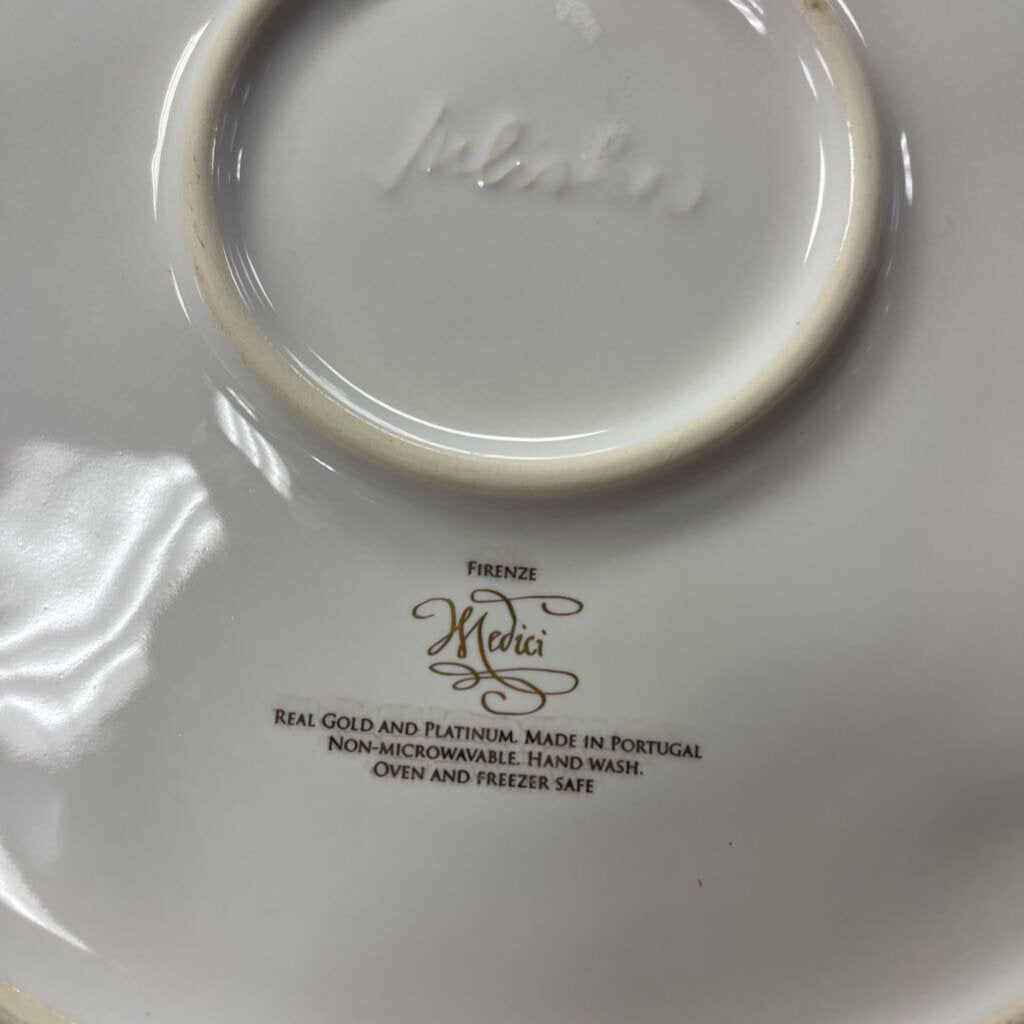 FIRENZE
Medici
REAL GOLD AND PLATINUM. MADE IN PORTUGAL
NON-MICROWAVABLE. HAND WASH.
OVEN AND FREEZER SAFE